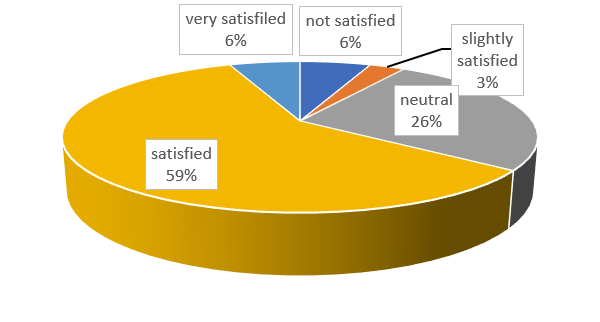 very satisfiled
6%
not satisfied
6%
slightly
satisfied
3%
neutral
26%
satisfied
59%